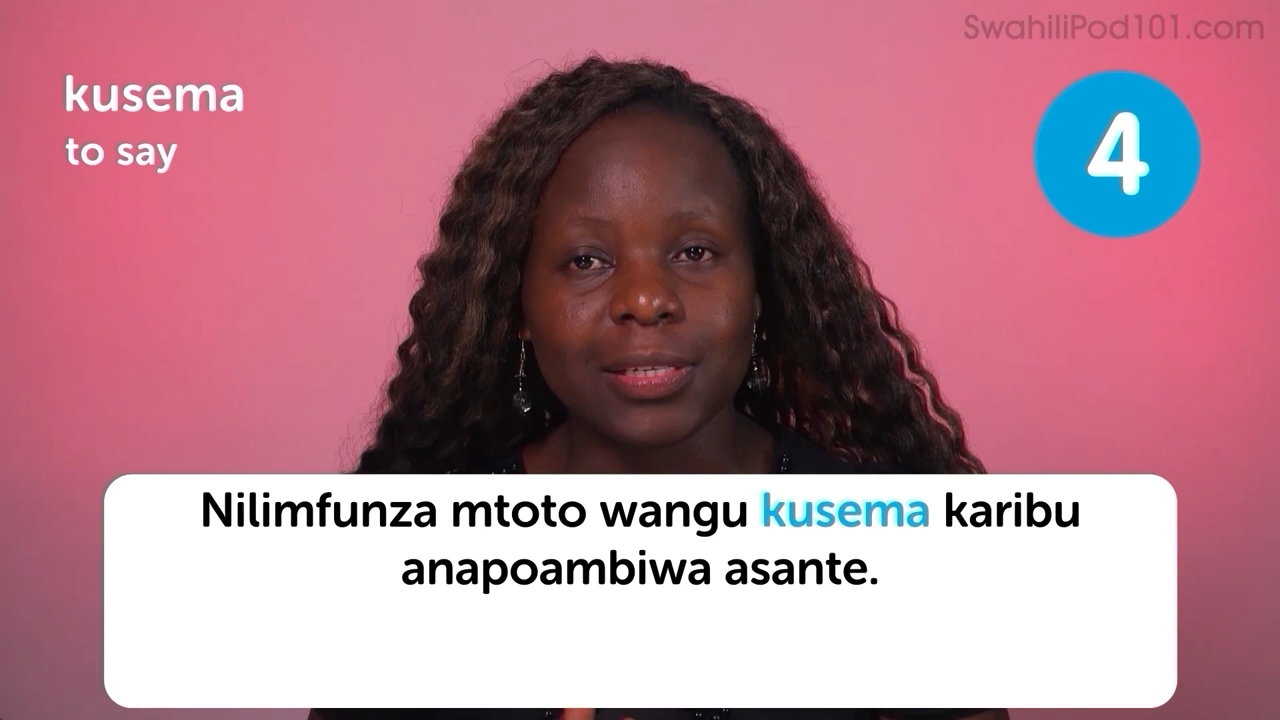 SwahiliPod101.com
kusema
to say
4
Nilimfunza mtoto wangu kusema karibu
anapoambiwa asante.